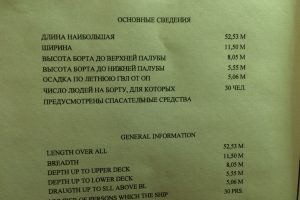 ОСНОВНЫЕ СВЕДЕНИЯ
ДЛИНА НАИБОЛЬШАЯ 52,53 М
ШИРИНА 11,50 М
ВЫСОТА БОРТА ДО ВЕРХНЕЙ ПАЛУБЫ 8,05 М
ВЫСОТА БОРТА ДО НИЖНЕЙ ПАЛУБЫ 5,55 М
ОСАДКА ПО ЛЕТНЮЮ ГВЛ ОТ ОП 5,06 М
ЧИСЛО ЛЮДЕЙ НА БОРТУ, ДЛЯ КОТОРЫХ 30 ЧЕЛ.
ПРЕДУСМОТРЕНЫ СПАСАТЕЛЬНЫЕ СРЕДСТВА
GENERAL INFORMATION
LENGTH OVER ALL 52,53 M
BREADTH 11,50 M
DEPTH UP TO UPPER DECK 8,05 M
DEPTH UP TO LOWER DECK 5,55 M
DRAUGTH UP TO SLL ABOVE BL 5,06 M
NUMBER OF PERSONS WHICH THE SHIP 30 PRS